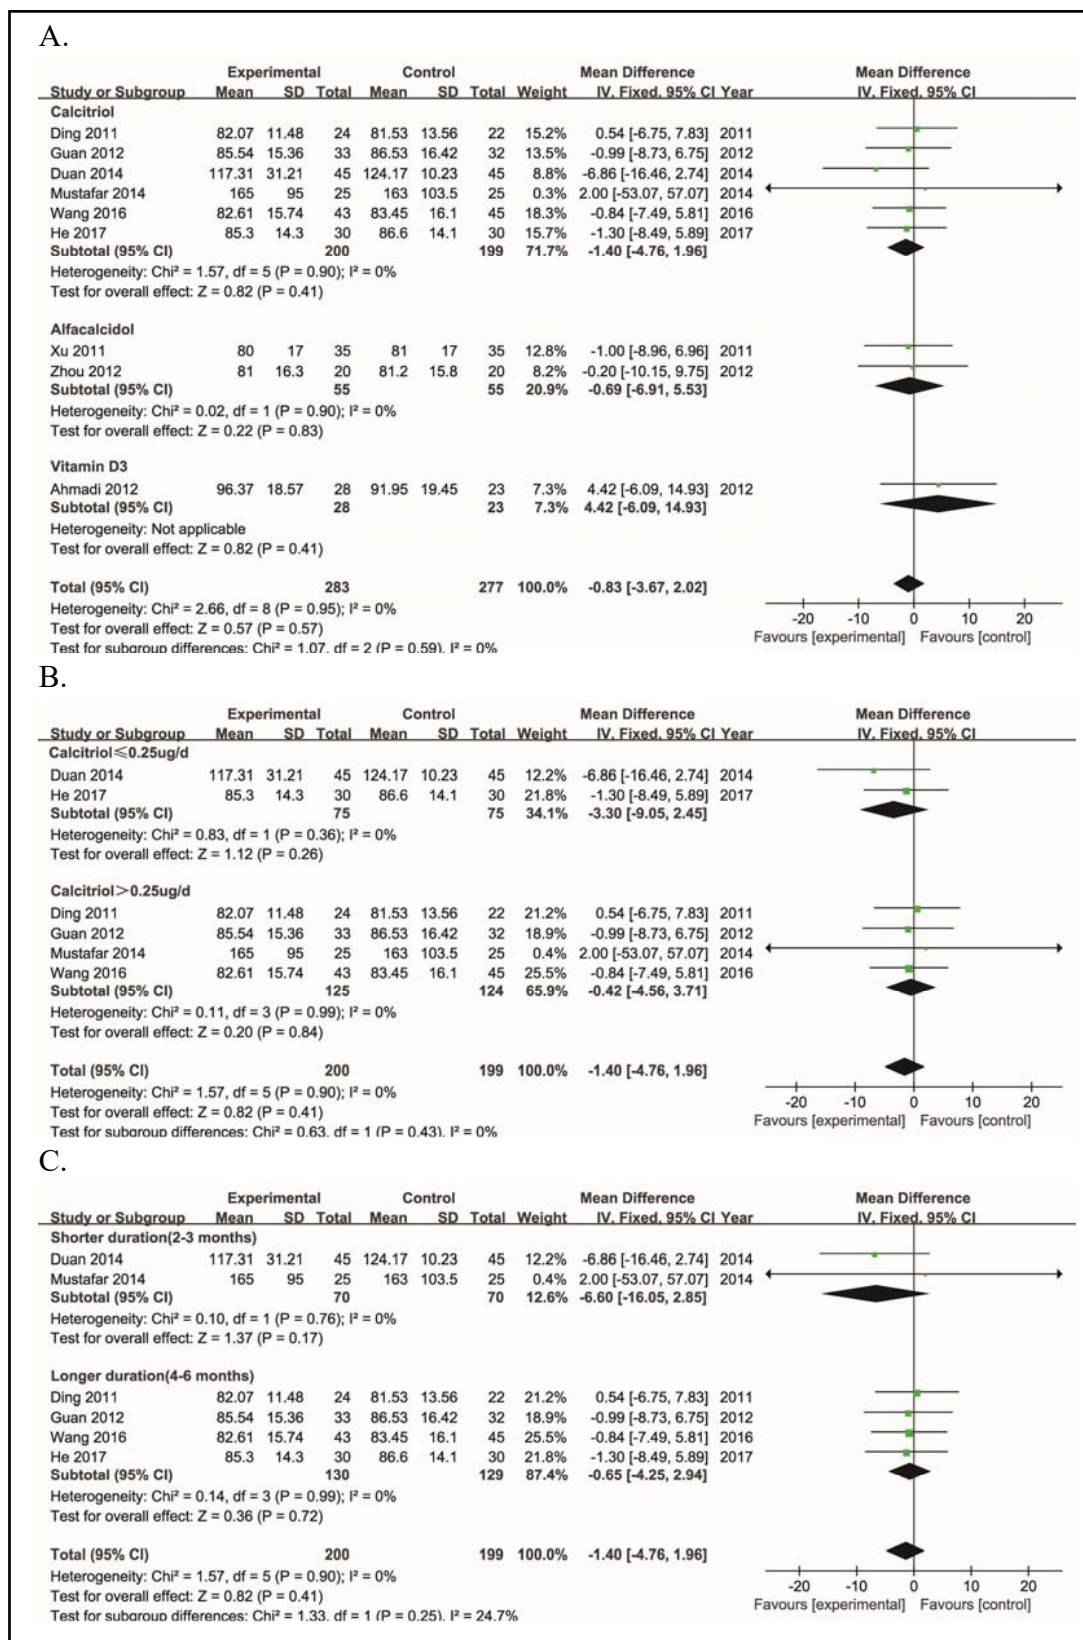 A.
Experimental Control Mean Difference Mean Difference
Study or Subgroup Mean SD Total Mean SD Total Weight IV, Fixed, 95% CI Year IV, Fixed, 95% CI
Calcitriol
Ding 2011 82.07 11.48 24 81.53 13.56 22 15.2% 0.54 [-6.75, 7.83] 2011
Guan 2012 85.54 15.36 33 86.53 16.42 32 13.5% -0.99 [-8.73, 6.75] 2012
Duan 2014 117.31 31.21 45 124.17 10.23 45 8.8% -6.86 [-16.46, 2.74] 2014
Mustafar 2014 165 95 25 163 103.5 25 0.3% 2.00 [-53.07, 57.07] 2014
Wang 2016 82.61 15.74 43 83.45 16.1 45 18.3% -0.84 [-7.49, 5.81] 2016
He 2017 85.3 14.3 30 86.6 14.1 30 16.6% -1.30 [-8.49, 5.89] 2017
Subtotal (95% CI) 200 199 71.7% -1.40 [-4.76, 1.96]
Heterogeneity: Chi² = 1.57, df = 5 (P = 0.90); I² = 0%
Test for overall effect: Z = 0.82 (P = 0.41)
Alfacalcidol
Xu 2011 80 17 35 81 17 35 12.8% -1.00 [-8.96, 6.96] 2011
Zhou 2012 81 16.3 20 81.2 15.8 20 8.2% -0.20 [-10.15, 9.75] 2012
Subtotal (95% CI) 55 55 20.9% -0.69 [-6.91, 5.53]
Heterogeneity: Chi² = 0.02, df = 1 (P = 0.90); I² = 0%
Test for overall effect: Z = 0.22 (P = 0.83)
Vitamin D3
Ahmadi 2012 96.37 18.57 28 91.95 19.45 23 7.3% 4.42 [-6.09, 14.93] 2012
Subtotal (95% CI) 28 23 7.3% 4.42 [-6.09, 14.93]
Heterogeneity: Not applicable
Test for overall effect: Z = 0.82 (P = 0.41)
Total (95% CI) 283 277 100.0% -0.83 [-3.67, 2.02]
Heterogeneity: Chi² = 2.66, df = 8 (P = 0.95); I² = 0%
Test for overall effect: Z = 0.57 (P = 0.57)
Test for subgroup differences: Chi² = 1.07, df = 2 (P = 0.59), I² = 0%
-20 -10 0 10 20
Favours [experimental] Favours [control]
B.
Experimental Control Mean Difference Mean Difference
Study or Subgroup Mean SD Total Mean SD Total Weight IV, Fixed, 95% CI Year IV, Fixed, 95% CI
Calcitriol≤0.25ug/d
Duan 2014 117.31 31.21 45 124.17 10.23 45 12.2% -6.86 [-16.46, 2.74] 2014
He 2017 85.3 14.3 30 86.6 14.1 30 21.8% -1.30 [-8.49, 5.89] 2017
Subtotal (95% CI) 75 75 34.1% -3.30 [-9.05, 2.45]
Heterogeneity: Chi² = 0.83, df = 1 (P = 0.36); I² = 0%
Test for overall effect: Z = 1.12 (P = 0.26)
Calcitriol>0.25ug/d
Ding 2011 82.07 11.48 24 81.53 13.56 22 21.2% 0.54 [-6.75, 7.83] 2011
Guan 2012 85.54 15.36 33 86.53 16.42 32 18.9% -0.99 [-8.73, 6.75] 2012
Mustafar 2014 165 95 25 163 103.5 25 0.4% 2.00 [-53.07, 57.07] 2014
Wang 2016 82.61 15.74 43 83.45 16.1 45 25.5% -0.84 [-7.49, 5.81] 2016
Subtotal (95% CI) 125 124 65.9% -0.42 [-4.56, 3.71]
Heterogeneity: Chi² = 0.11, df = 3 (P = 0.99); I² = 0%
Test for overall effect: Z = 0.20 (P = 0.84)
Total (95% CI) 200 199 100.0% -1.40 [-4.76, 1.96]
Heterogeneity: Chi² = 1.57, df = 5 (P = 0.90); I² = 0%
Test for overall effect: Z = 0.82 (P = 0.41)
Test for subgroup differences: Chi² = 0.63, df = 1 (P = 0.43), I² = 0%
-20 -10 0 10 20
Favours [experimental] Favours [control]
C.
Experimental Control Mean Difference Mean Difference
Study or Subgroup Mean SD Total Mean SD Total Weight IV, Fixed, 95% CI Year IV, Fixed, 95% CI
Shorter duration(2-3 months)
Duan 2014 117.31 31.21 45 124.17 10.23 45 12.2% -6.86 [-16.46, 2.74] 2014
Mustafar 2014 165 95 25 163 103.5 25 0.4% 2.00 [-53.07, 57.07] 2014
Subtotal (95% CI) 70 70 12.6% -6.60 [-16.05, 2.85]
Heterogeneity: Chi² = 0.10, df = 1 (P = 0.76); I² = 0%
Test for overall effect: Z = 1.37 (P = 0.17)
Longer duration(4-6 months)
Ding 2011 82.07 11.48 24 81.53 13.56 22 21.2% 0.54 [-6.75, 7.83] 2011
Guan 2012 85.54 15.36 33 86.53 16.42 32 18.9% -0.99 [-8.73, 6.75] 2012
Wang 2016 82.61 15.74 43 83.45 16.1 45 25.5% -0.84 [-7.49, 5.81] 2016
He 2017 85.3 14.3 30 86.6 14.1 30 21.8% -1.30 [-8.49, 5.89] 2017
Subtotal (95% CI) 130 129 87.4% -0.65 [-4.25, 2.94]
Heterogeneity: Chi² = 0.14, df = 3 (P = 0.99); I² = 0%
Test for overall effect: Z = 0.36 (P = 0.72)
Total (95% CI) 200 199 100.0% -1.40 [-4.76, 1.96]
Heterogeneity: Chi² = 1.57, df = 5 (P = 0.90); I² = 0%
Test for overall effect: Z = 0.82 (P = 0.41)
Test for subgroup differences: Chi² = 1.33, df = 1 (P = 0.25), I² = 24.7%
-20 -10 0 10 20
Favours [experimental] Favours [control]